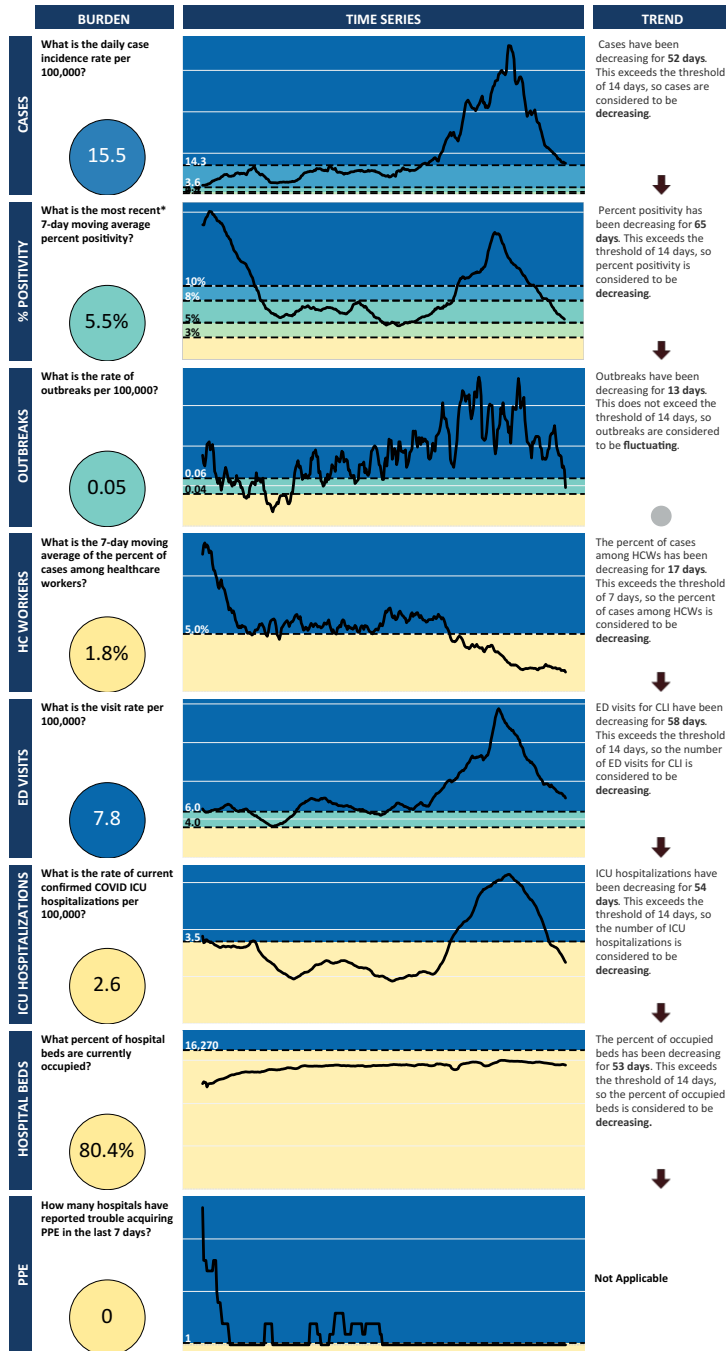 BURDEN
TIME SERIES
TREND
CASES
What is the daily case
incidence rate per
100,000?
15.5
14.3
3.6
Cases have been
decreasing for 52 days.
This exceeds the threshold
of 14 days, so cases are
considered to be
decreasing.
% POSITIVITY
What is the most recent*
7-day moving average
percent positivity?
5.5%
10%
8%
5%
3%
Percent positivity has
been decreasing for 65
days. This exceeds the
threshold of 14 days, so
percent positivity is
considered to be
decreasing.
OUTBREAKS
What is the rate of
outbreaks per 100,000?
0.05
0.06
0.04
Outbreaks have been
decreasing for 13 days.
This does not exceed the
threshold of 14 days, so
outbreaks are considered
to be fluctuating.
HC WORKERS
What is the 7-day moving
average of the percent of
cases among healthcare
workers?
1.8%
5.0%
The percent of cases
among HCWs has been
decreasing for 17 days.
This exceeds the threshold
of 7 days, so the percent
of cases among HCWs is
considered to be
decreasing.
ED VISITS
What is the visit rate per
100,000?
7.8
6.0
4.0
ED visits for CLI have been
decreasing for 58 days.
This exceeds the threshold
of 14 days, so the number
of ED visits for CLI is
considered to be
decreasing.
ICU HOSPITALIZATIONS
What is the rate of current
confirmed COVID ICU
hospitalizations per
100,000?
2.6
3.5
ICU hospitalizations have
been decreasing for 54
days. This exceeds the
threshold of 14 days, so
the number of ICU
hospitalizations is
considered to be
decreasing.
HOSPITAL BEDS
What percent of hospital
beds are currently
occupied?
80.4%
16,270
The percent of occupied
beds has been decreasing
for 53 days. This exceeds
the threshold of 14 days,
so the percent of occupied
beds is considered to be
decreasing.
PPE
How many hospitals have
reported trouble acquiring
PPE in the last 7 days?
0
1
Not Applicable